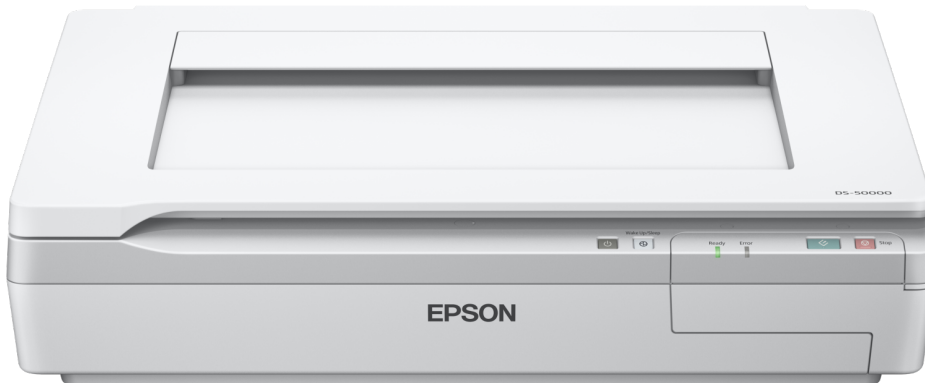 DS-50000
Wake Up/Sleep
Ready Error
Stop
EPSON